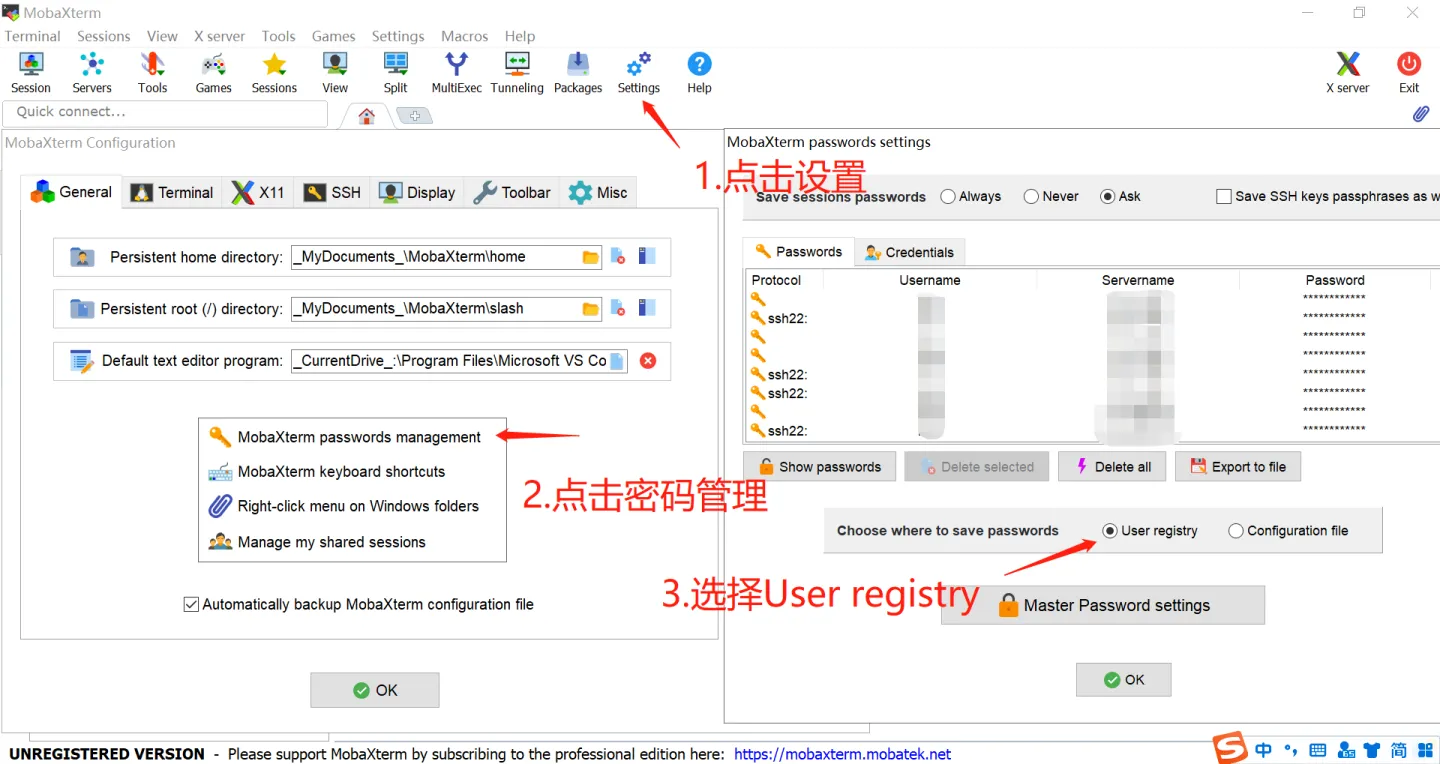 MobaXterm
Terminal Sessions View X server Tools Games Settings Macros Help
Session Servers Tools Games Sessions View Split MultiExec Tunneling Packages Settings Help X server Exit
Quick connect...
MobaXterm Configuration
General Terminal X11 SSH Display Toolbar Misc
Persistent home directory: _MyDocuments_\MobaXterm\home
Persistent root (/) directory: _MyDocuments_\MobaXterm\slash
Default text editor program: _CurrentDrive_:\Program Files\Microsoft VS Co
MobaXterm passwords management
MobaXterm keyboard shortcuts
Right-click menu on Windows folders
Manage my shared sessions
Automatically backup MobaXterm configuration file
OK
1.点击设置
2.点击密码管理
3.选择User registry
MobaXterm passwords settings
Save sessions passwords Always Never Ask Save SSH keys passphrases as w
Passwords Credentials
Protocol Username Servername Password
************
ssh22: ************
************
************
ssh22: ************
ssh22: ************
************
ssh22: ************
Show passwords Delete selected Delete all Export to file
Choose where to save passwords User registry Configuration file
Master Password settings
OK
UNREGISTERED VERSION - Please support MobaXterm by subscribing to the professional edition here: https://mobaxterm.mobatek.net
S 中 简